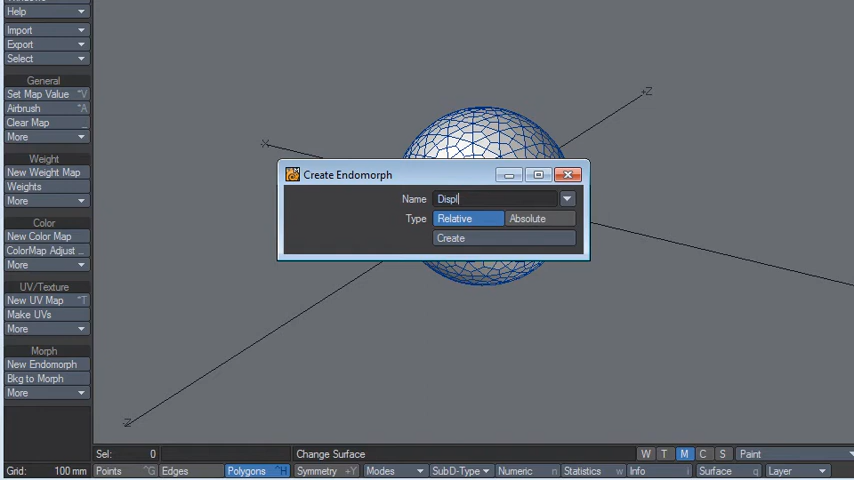 Help
Import
Export
Select
General
Set Map Value ^V
Airbrush ^A
Clear Map _
More
Weight
New Weight Map
Weights
Color
New Color Map
ColorMap Adjust ...
More
UV/Texture
New UV Map ^T
Make UVs
More
Morph
New Endomorph
Bkg to Morph
More
+Z
-X
-Z
Create Endomorph
Name Displ
Type Relative Absolute
Create
Sel: 0 Change Surface W T M C S Paint
Grid: 100 mm Points ^G Edges Polygons ^H Symmetry +Y Modes SubD-Type Numeric n Statistics w Info i Surface q Layer